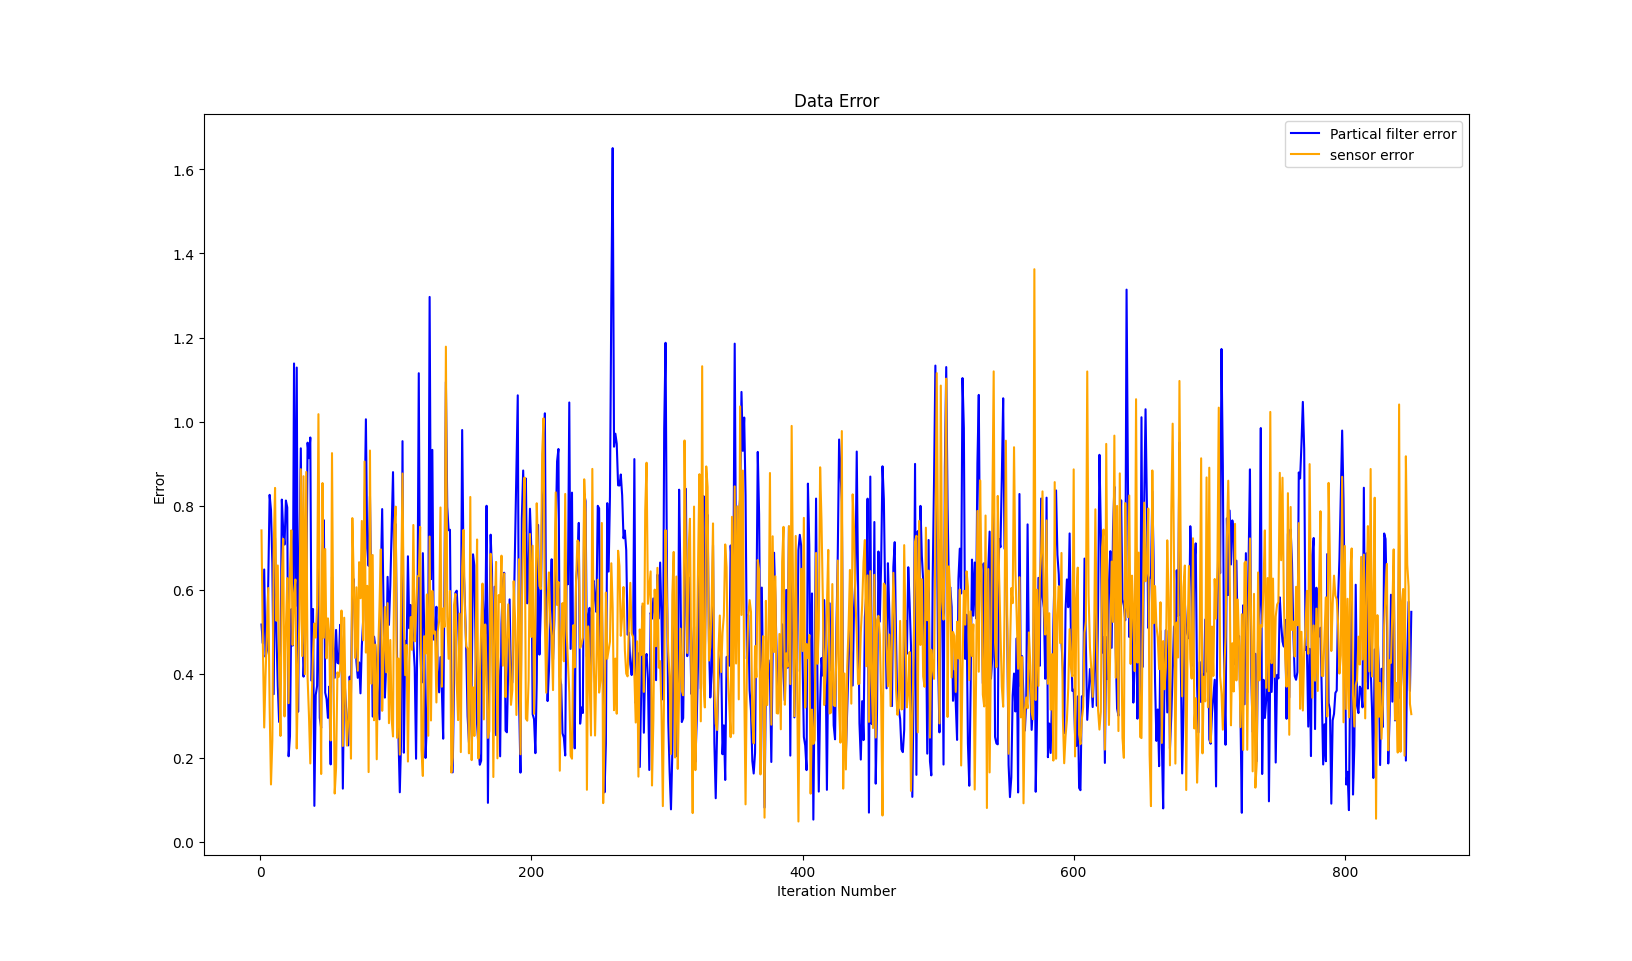 Data Error
Partical filter error
sensor error
1.6
1.4
1.2
1.0
0.8
0.6
0.4
0.2
0.0
Error
0
200
400
600
800
Iteration Number